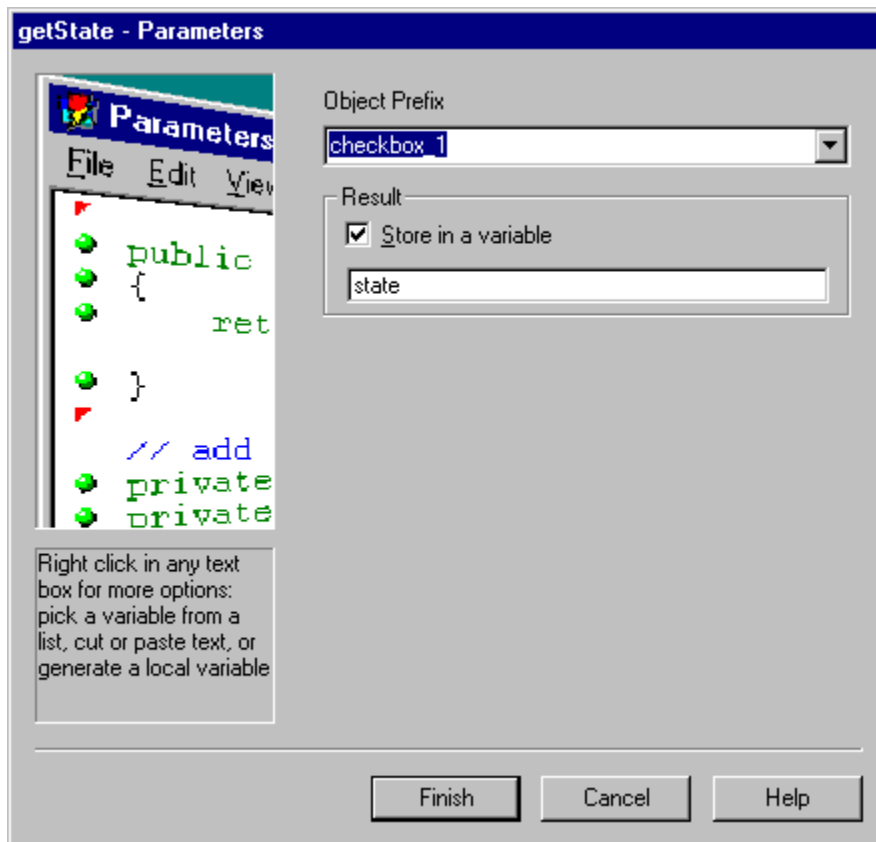 getState - Parameters
Parameters
File Edit View
public
{
ret
}
// add
private
private
Right click in any text
box for more options:
pick a variable from a
list, cut or paste text, or
generate a local variable
Object Prefix
checkbox_1
Result
Store in a variable
state
Finish Cancel Help